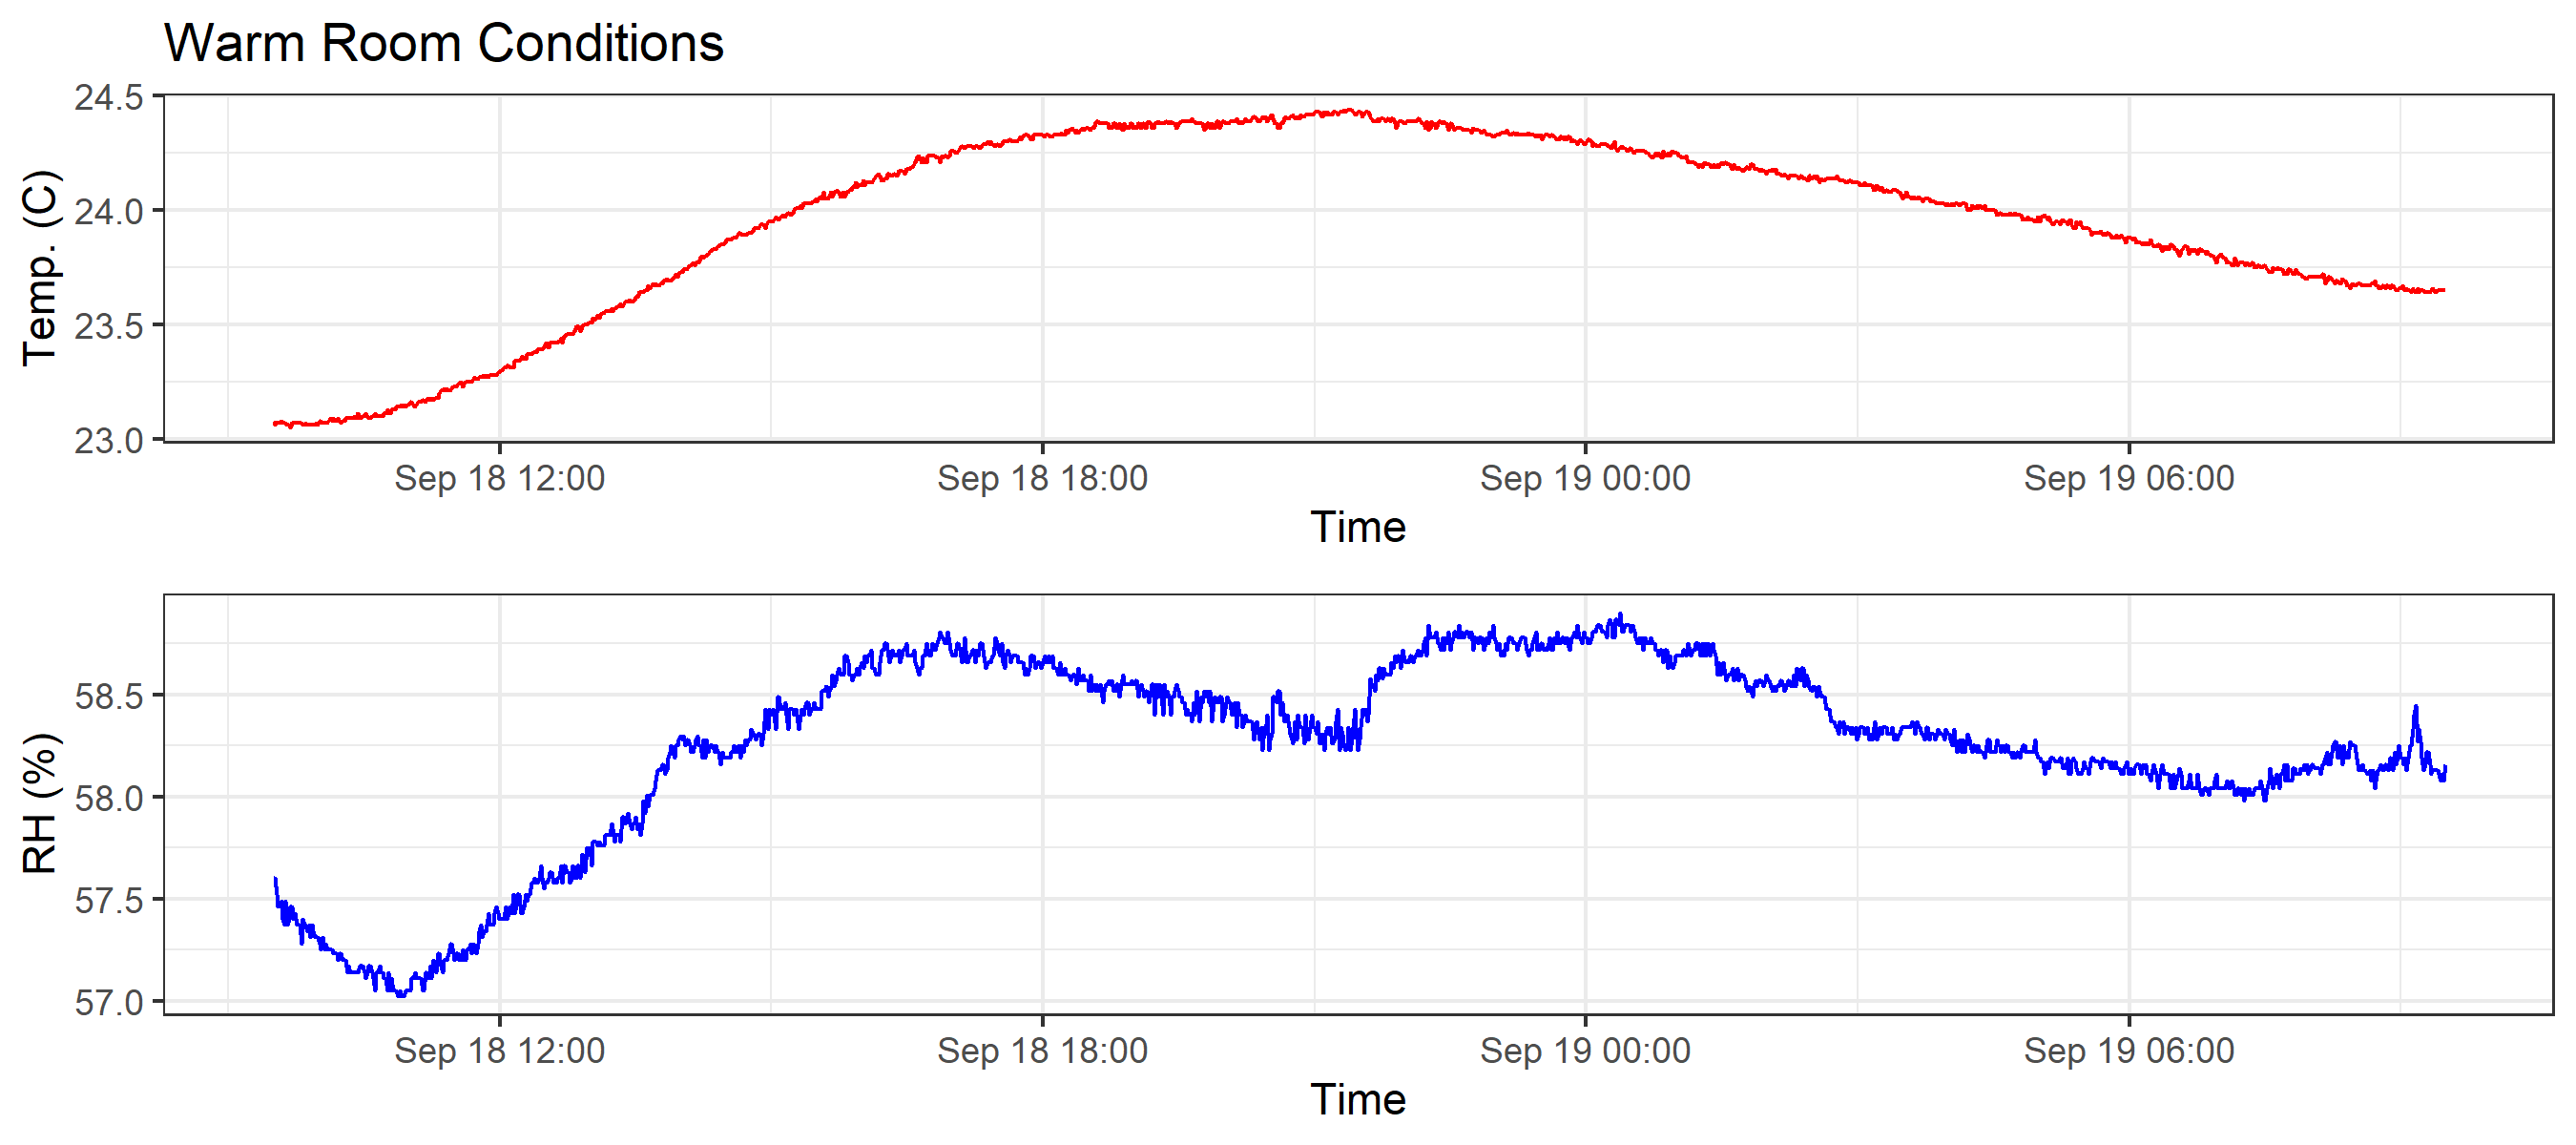 Warm Room Conditions
24.5
24.0
23.5
23.0
Temp. (C)
Sep 18 12:00 Sep 18 18:00 Sep 19 00:00 Sep 19 06:00
Time
58.5
58.0
57.5
57.0
RH (%)
Sep 18 12:00 Sep 18 18:00 Sep 19 00:00 Sep 19 06:00
Time